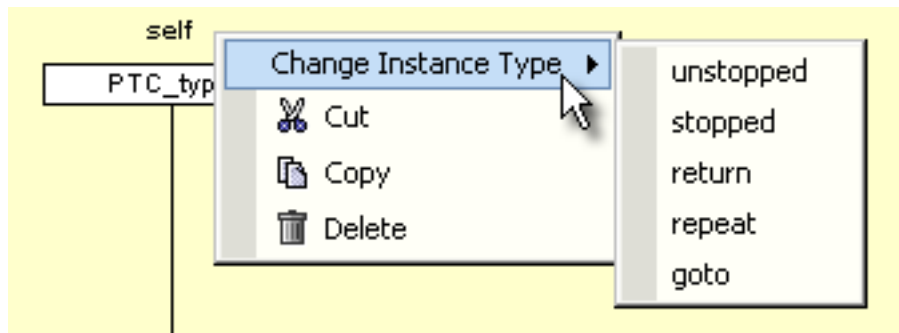 self
PTC_typ
Change Instance Type
Cut
Copy
Delete
unstopped
stopped
return
repeat
goto